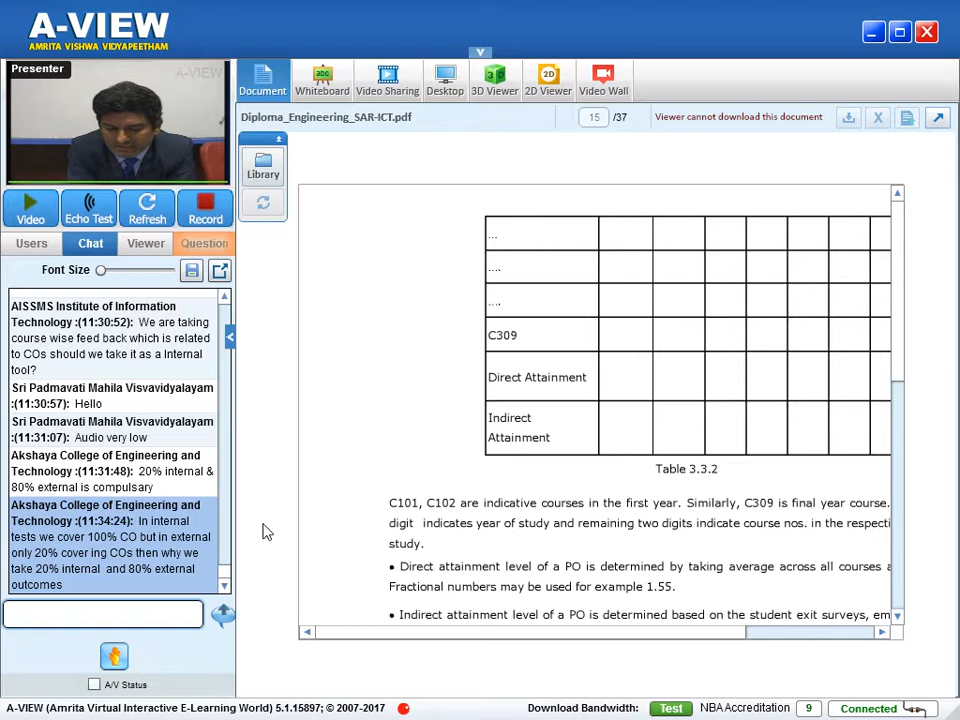 A-VIEW
AMRITA VISHWA VIDYAPEETHAM
Presenter
A-VIEW
Video
Echo Test
Refresh
Record
Users
Chat
Viewer
Question
Font Size
AISSMS Institute of Information
Technology :(11:30:52): We are taking
course wise feed back which is related
to COs should we take it as a Internal
tool?
Sri Padmavati Mahila Visvavidyalayam
:(11:30:57): Hello
Sri Padmavati Mahila Visvavidyalayam
:(11:31:07): Audio very low
Akshaya College of Engineering and
Technology :(11:31:48): 20% internal &
80% external is compulsary
Akshaya College of Engineering and
Technology :(11:34:24): In internal
tests we cover 100% CO but in external
only 20% cover ing COs then why we
take 20% internal and 80% external
outcomes
A/V Status
Document
abc
Whiteboard
Video Sharing
Desktop
3D
3D Viewer
2D
2D Viewer
Video Wall
Diploma_Engineering_SAR-ICT.pdf
15 /37
Viewer cannot download this document
X
Library
...
....
....
C309
Direct Attainment
Indirect
Attainment
Table 3.3.2
C101, C102 are indicative courses in the first year. Similarly, C309 is final year course.
digit indicates year of study and remaining two digits indicate course nos. in the respecti
study.
• Direct attainment level of a PO is determined by taking average across all courses a
Fractional numbers may be used for example 1.55.
• Indirect attainment level of a PO is determined based on the student exit surveys, em
A-VIEW (Amrita Virtual Interactive E-Learning World) 5.1.15897; © 2007-2017
Download Bandwidth:
Test
NBA Accreditation
9
Connected